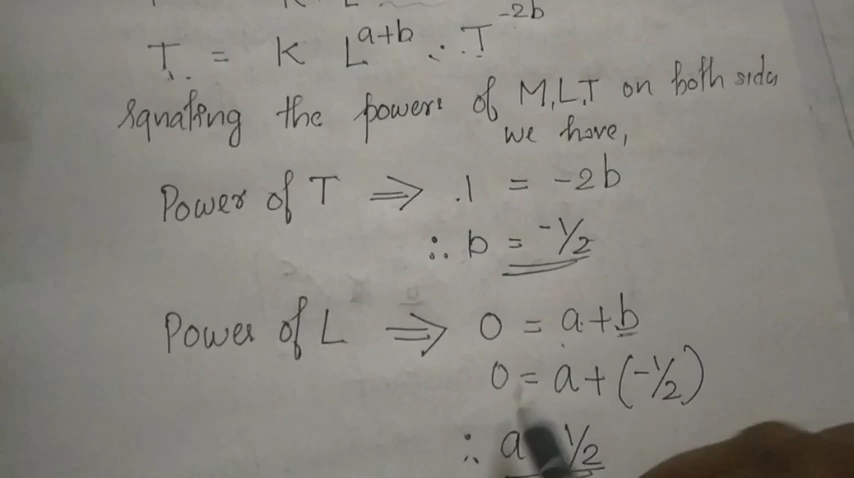 T = K L^a+b . T^-2b
Equating the powers of M,L,T on both sides
we have,
Power of T ⇒ 1 = -2b
∴ b = -1/2
Power of L ⇒ 0 = a+b
0 = a + (-1/2)
∴ a 1/2